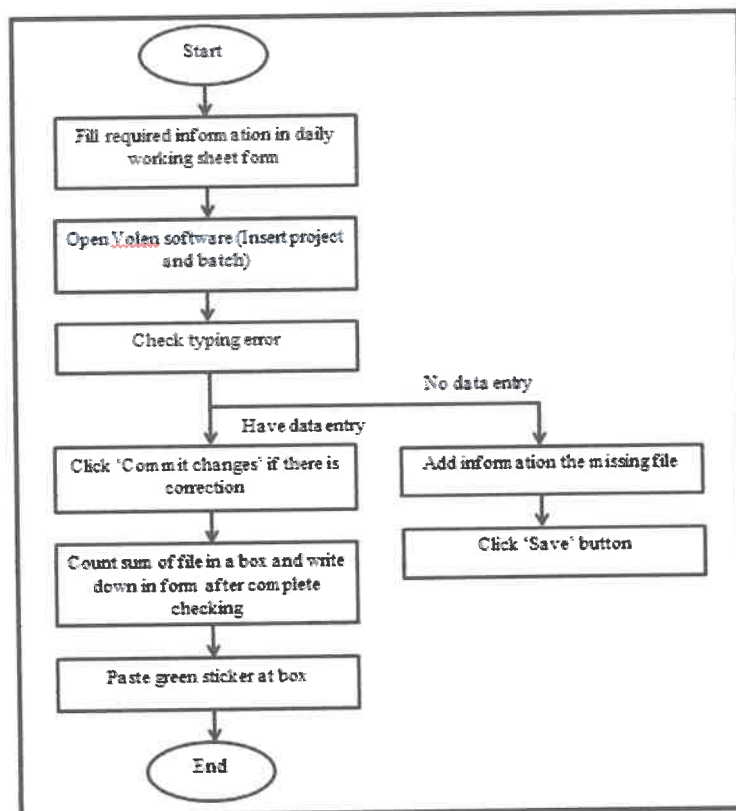 Start
Fill required information in daily
working sheet form
Open Volen software (Insert project
and batch)
Check typing error
No data entry
Have data entry
Click ‘Commit changes’ if there is
correction
Add information the missing file
Click ‘Save’ button
Count sum of file in a box and write
down in form after complete
checking
Paste green sticker at box
End